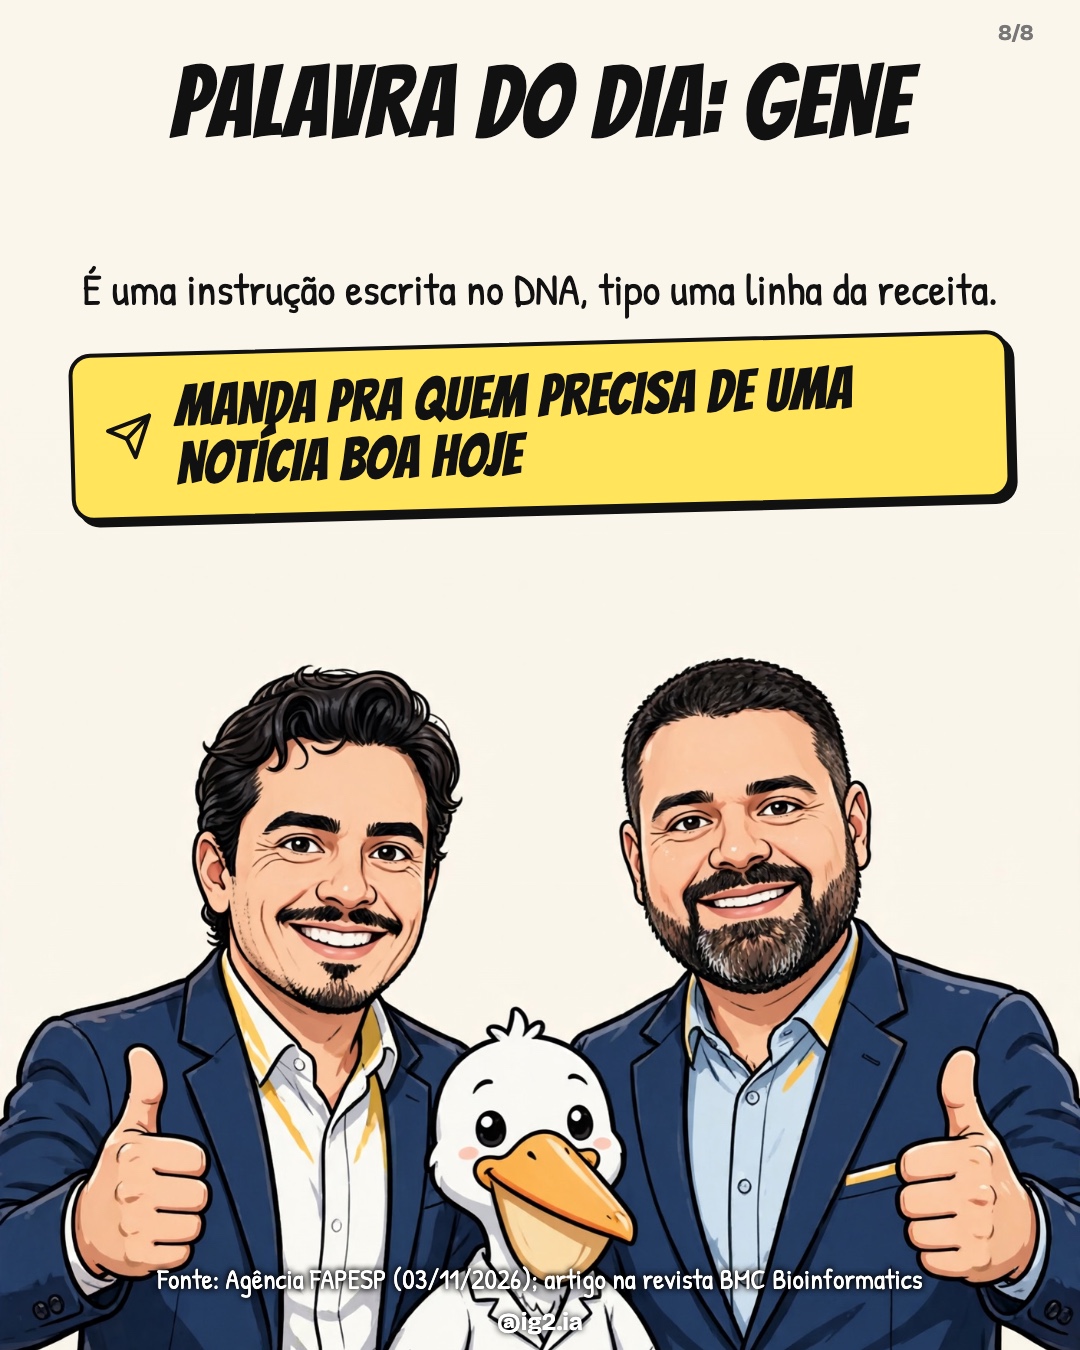 8/8
PALAVRA DO DIA: GENE
É uma instrução escrita no DNA, tipo uma linha da receita.
MANDA PRA QUEM PRECISA DE UMA
NOTÍCIA BOA HOJE
Fonte: Agência FAPESP (03/11/2026); artigo na revista BMC Bioinformatics
@ig2.ia